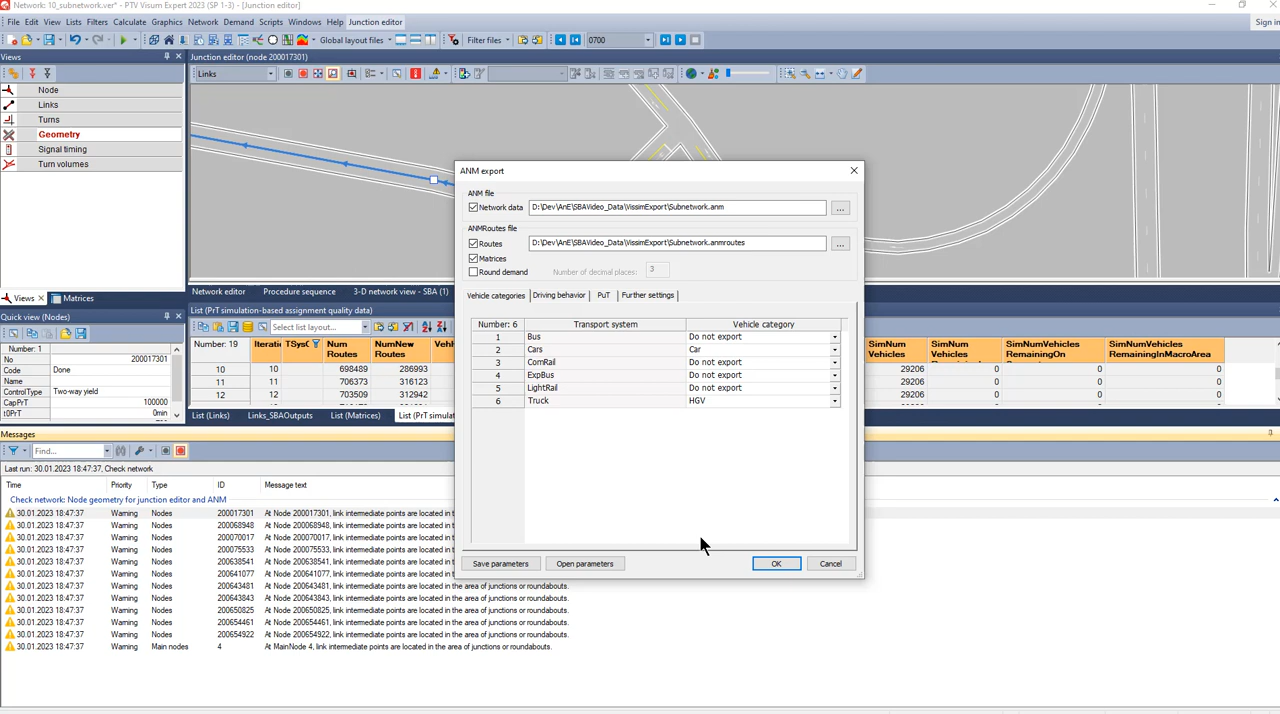 Network: 10_subnetwork.ver* - PTV Visum Expert 2023 (SP 1-3) - [Junction editor]
File Edit View Lists Filters Calculate Graphics Network Demand Scripts Windows Help Junction editor Sign in
Global layout files Filter files 0700
Views
Junction editor (node 200017301)
Links
Node
Links
Turns
Geometry
Signal timing
Turn volumes
Views Matrices
Quick view (Nodes)
Number: 1
No 200017301
Code Done
Name
ControlType Two-way yield
CapPrT 100000
t0PrT 0min
Network editor Procedure sequence 3-D network view - SBA (1)
List (PrT simulation-based assignment quality data)
Select list layout...
Number: 19 Iteratio TSysC Num Routes NumNew Routes
10 10 698489 286993
11 11 706373 316123
12 12 703509 312942
SimNum Vehicles SimNum Vehicles SimNumVehicles RemainingOn SimNumVehicles RemainingInMacroArea
29206 0 0
29206 0 0
29206 0 0
List (Links) Links_SBAOutputs List (Matrices)
ANM export
ANM file
Network data D:\Dev\AnE\SBAVideo_Data\VissimExport\Subnetwork.anm ...
ANMRoutes file
Routes D:\Dev\AnE\SBAVideo_Data\VissimExport\Subnetwork.anmroutes ...
Matrices
Round demand Number of decimal places: 3
Vehicle categories Driving behavior PuT Further settings
Number: 6 Transport system Vehicle category
1 Bus Do not export
2 Cars Car
3 ComRail Do not export
4 ExpBus Do not export
5 LightRail Do not export
6 Truck HGV
Save parameters Open parameters OK Cancel
Messages
Find...
Last run: 30.01.2023 18:47:37, Check network
Time Priority Type ID Message text
Check network: Node geometry for junction editor and ANM
30.01.2023 18:47:37 Warning Nodes 200017301 At Node 200017301, link intermediate points are located in t
30.01.2023 18:47:37 Warning Nodes 200068948 At Node 200068948, link intermediate points are located in t
30.01.2023 18:47:37 Warning Nodes 200070017 At Node 200070017, link intermediate points are located in t
30.01.2023 18:47:37 Warning Nodes 200075533 At Node 200075533, link intermediate points are located in t
30.01.2023 18:47:37 Warning Nodes 200638541 At Node 200638541, link intermediate points are located in t
30.01.2023 18:47:37 Warning Nodes 200641077 At Node 200641077, link intermediate points are located in t
30.01.2023 18:47:37 Warning Nodes 200643481 At Node 200643481, link intermediate points are located in the area of junctions or roundabouts.
30.01.2023 18:47:37 Warning Nodes 200643843 At Node 200643843, link intermediate points are located in the area of junctions or roundabouts.
30.01.2023 18:47:37 Warning Nodes 200650825 At Node 200650825, link intermediate points are located in the area of junctions or roundabouts.
30.01.2023 18:47:37 Warning Nodes 200654461 At Node 200654461, link intermediate points are located in the area of junctions or roundabouts.
30.01.2023 18:47:37 Warning Nodes 200654922 At Node 200654922, link intermediate points are located in the area of junctions or roundabouts.
30.01.2023 18:47:37 Warning Main nodes 4 At MainNode 4, link intermediate points are located in the area of junctions or roundabouts.